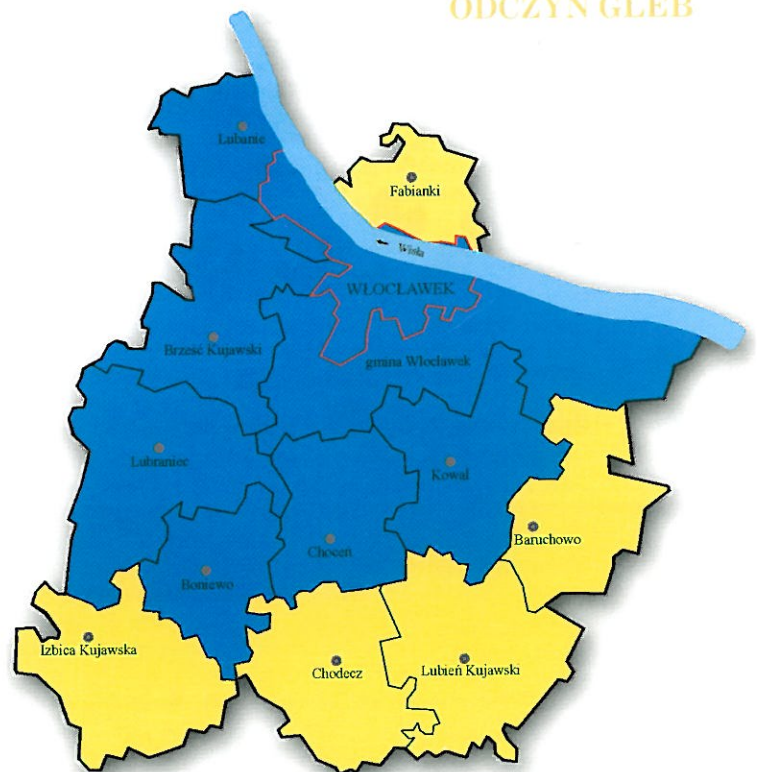 ODCZYN GLEB
Lubanie
Fabianki
Wisła
WŁOCŁAWEK
Brześć Kujawski
gmina Włocławek
Lubraniec
Kowal
Baruchowo
Choceń
Boniewo
Izbica Kujawska
Chodecz
Lubień Kujawski